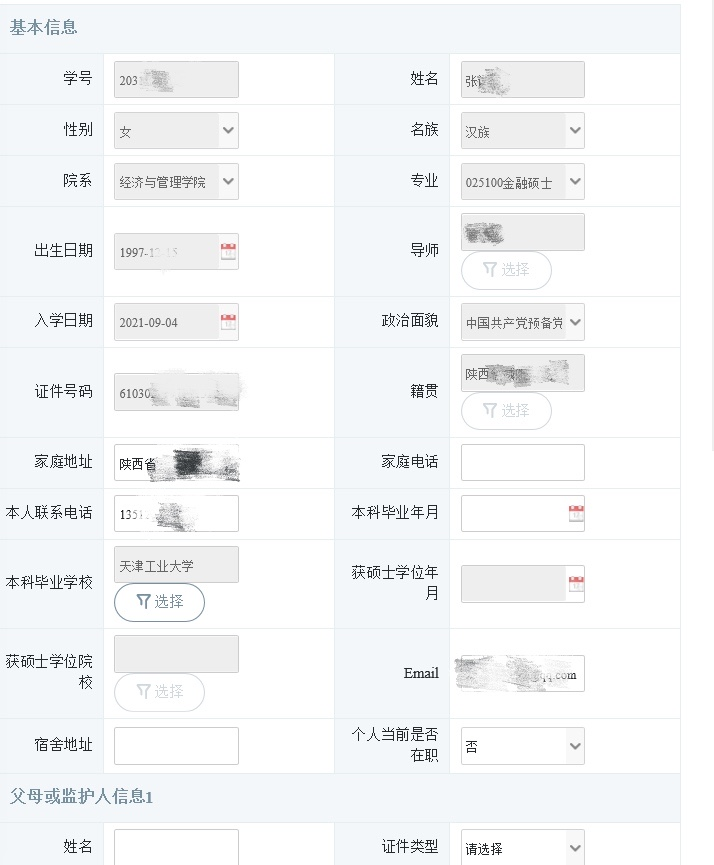 基本信息
学号 203 姓名 张
性别 女 名族 汉族
院系 经济与管理学院 专业 025100金融硕士
出生日期 1997-12-15 导师
选择
入学日期 2021-09-04 政治面貌 中国共产党预备党
证件号码 61030 籍贯 陕西
选择
家庭地址 陕西省 家庭电话
本人联系电话 135 本科毕业年月
本科毕业学校 天津工业大学 获硕士学位年
选择 月
获硕士学位院
校 Email qq.com
选择
宿舍地址 个人当前是否
在职 否
父母或监护人信息1
姓名 证件类型 请选择